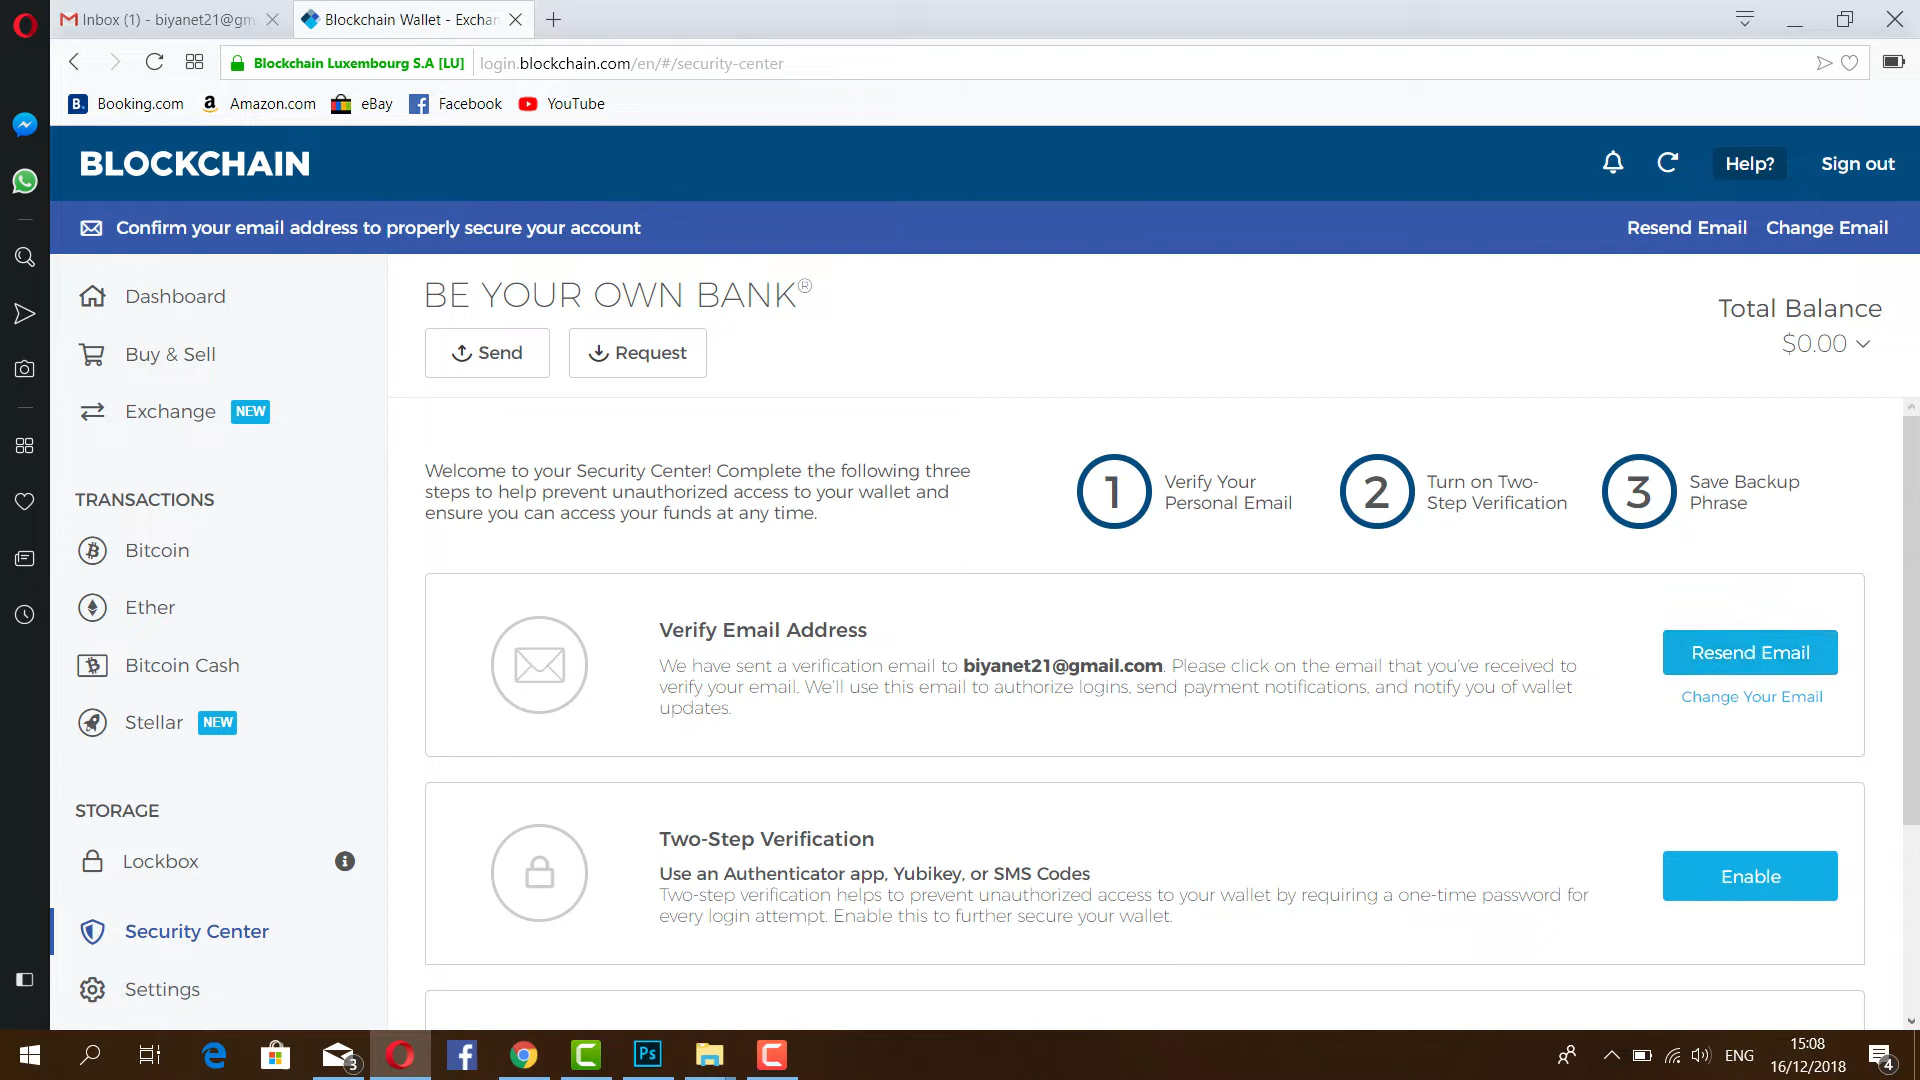 Inbox (1) - biyanet21@gm
Blockchain Wallet - Exchan
Blockchain Luxembourg S.A [LU]
login.blockchain.com/en/#/security-center
B. Booking.com
a Amazon.com
eBay
Facebook
YouTube
BLOCKCHAIN
Help?
Sign out
Confirm your email address to properly secure your account
Resend Email
Change Email
Dashboard
Buy & Sell
Exchange NEW
TRANSACTIONS
Bitcoin
Ether
Bitcoin Cash
Stellar NEW
STORAGE
Lockbox
Security Center
Settings
BE YOUR OWN BANK®
Send
Request
Total Balance
$0.00
Welcome to your Security Center! Complete the following three
steps to help prevent unauthorized access to your wallet and
ensure you can access your funds at any time.
1
Verify Your
Personal Email
2
Turn on Two-
Step Verification
3
Save Backup
Phrase
Verify Email Address
We have sent a verification email to biyanet21@gmail.com. Please click on the email that you've received to
verify your email. We'll use this email to authorize logins, send payment notifications, and notify you of wallet
updates.
Resend Email
Change Your Email
Two-Step Verification
Use an Authenticator app, Yubikey, or SMS Codes
Two-step verification helps to prevent unauthorized access to your wallet by requiring a one-time password for
every login attempt. Enable this to further secure your wallet.
Enable
3
Ps
ENG
15:08
16/12/2018
4